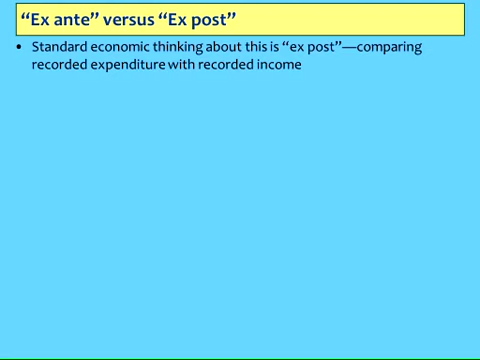 “Ex ante” versus “Ex post”
• Standard economic thinking about this is “ex post”—comparing
recorded expenditure with recorded income